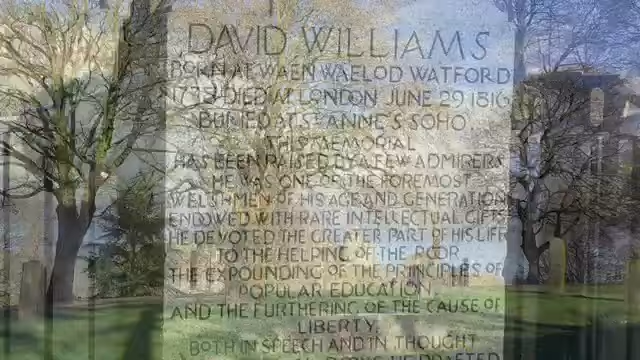 DAVID WILLIAMS
BORN AT WAEN WAELOD WATFORD
1738 DIED AT LONDON JUNE 29 1816
BURIED AT ST ANNE'S SOHO
THIS MEMORIAL
HAS BEEN RAISED BY A FEW ADMIRERS
HE WAS ONE OF THE FOREMOST
WELSHMEN OF HIS AGE AND GENERATION
ENDOWED WITH RARE INTELLECTUAL GIFTS
HE DEVOTED THE GREATER PART OF HIS LIFE
TO THE HELPING OF THE POOR
THE EXPOUNDING OF THE PRINCIPLES OF
POPULAR EDUCATION
AND THE FURTHERING OF THE CAUSE OF
LIBERTY.
BOTH IN SPEECH AND IN THOUGHT